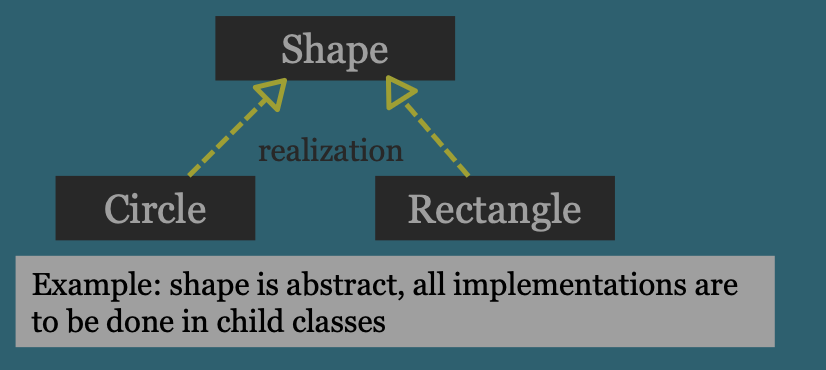 Shape
realization
Circle
Rectangle
Example: shape is abstract, all implementations are
to be done in child classes